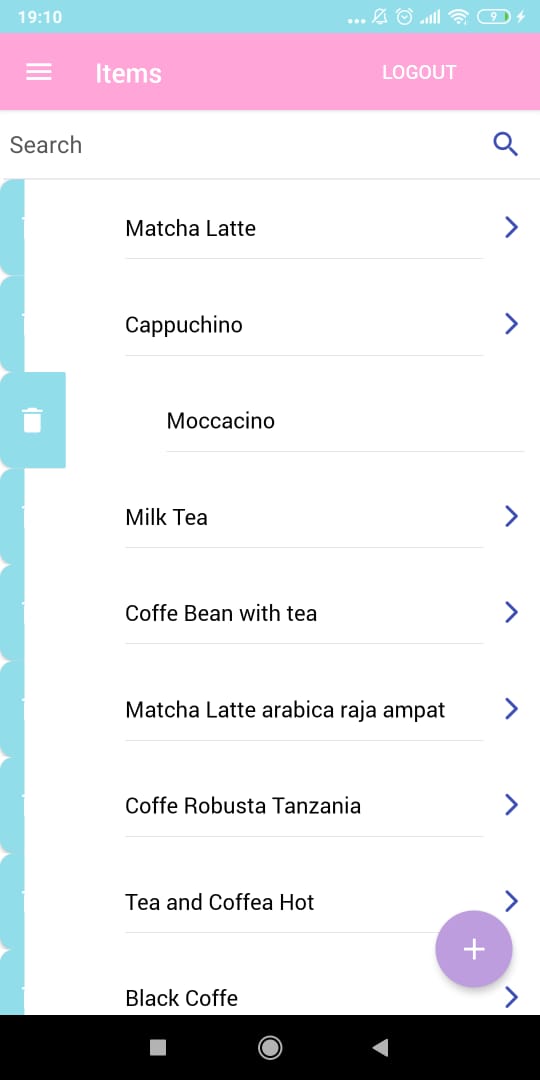 19:10
9
Items
LOGOUT
Search
Matcha Latte
Cappuchino
Moccacino
Milk Tea
Coffe Bean with tea
Matcha Latte arabica raja ampat
Coffe Robusta Tanzania
Tea and Coffea Hot
Black Coffe